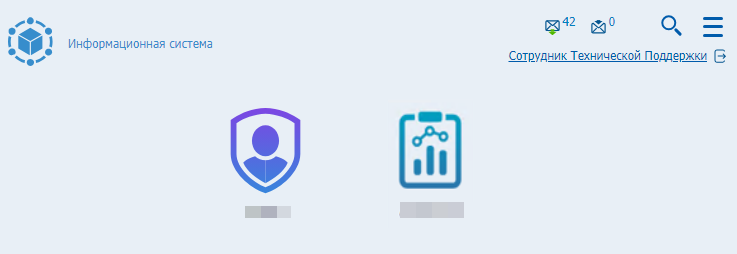 42
0
Информационная система
Сотрудник Технической Поддержки